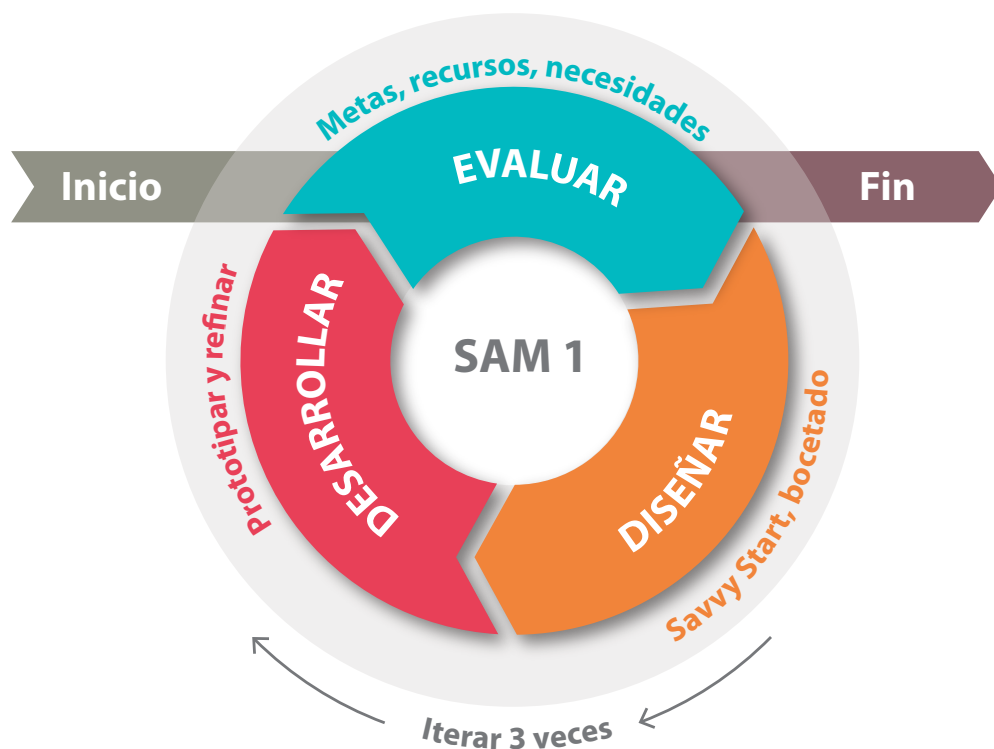 Metas, recursos, necesidades
EVALUAR
Inicio
Fin
SAM 1
DESARROLLAR
Prototipar y refinar
DISEÑAR
Savvy Start, bocetado
Iterar 3 veces